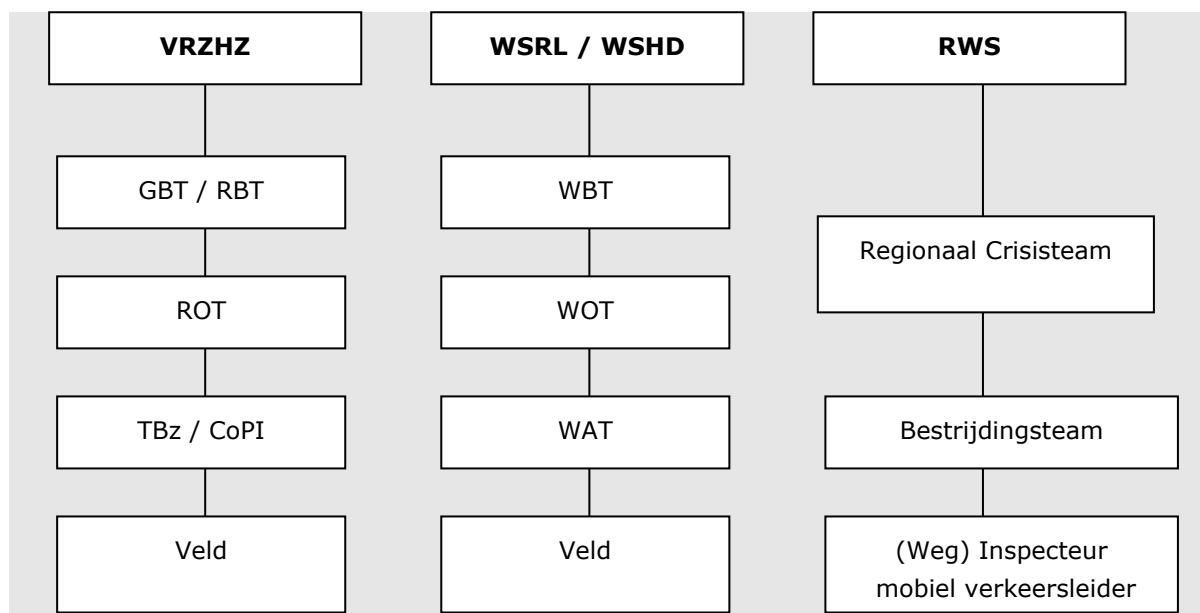 VRZHZ
GBT / RBT
ROT
TBz / CoPI
Veld
WSRL / WSHD
WBT
WOT
WAT
Veld
RWS
Regionaal Crisisteam
Bestrijdingsteam
(Weg) Inspecteur
mobiel verkeersleider